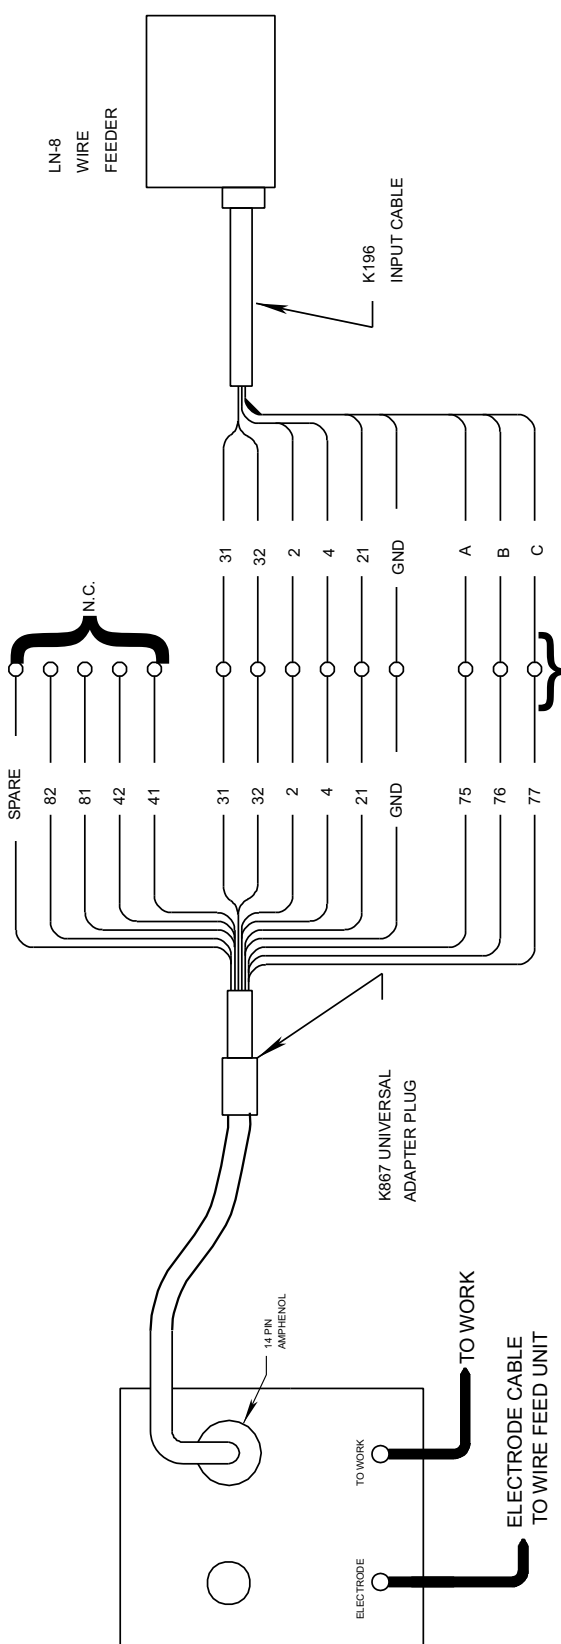 LN-8
WIRE
FEEDER
K196
INPUT CABLE
N.C.
31
32
2
4
21
GND
A
B
C
SPARE
82
81
42
41
31
32
2
4
21
GND
75
76
77
K867 UNIVERSAL
ADAPTER PLUG
14 PIN
AMPHENOL
TO WORK
ELECTRODE
TO WORK
ELECTRODE CABLE
TO WIRE FEED UNIT